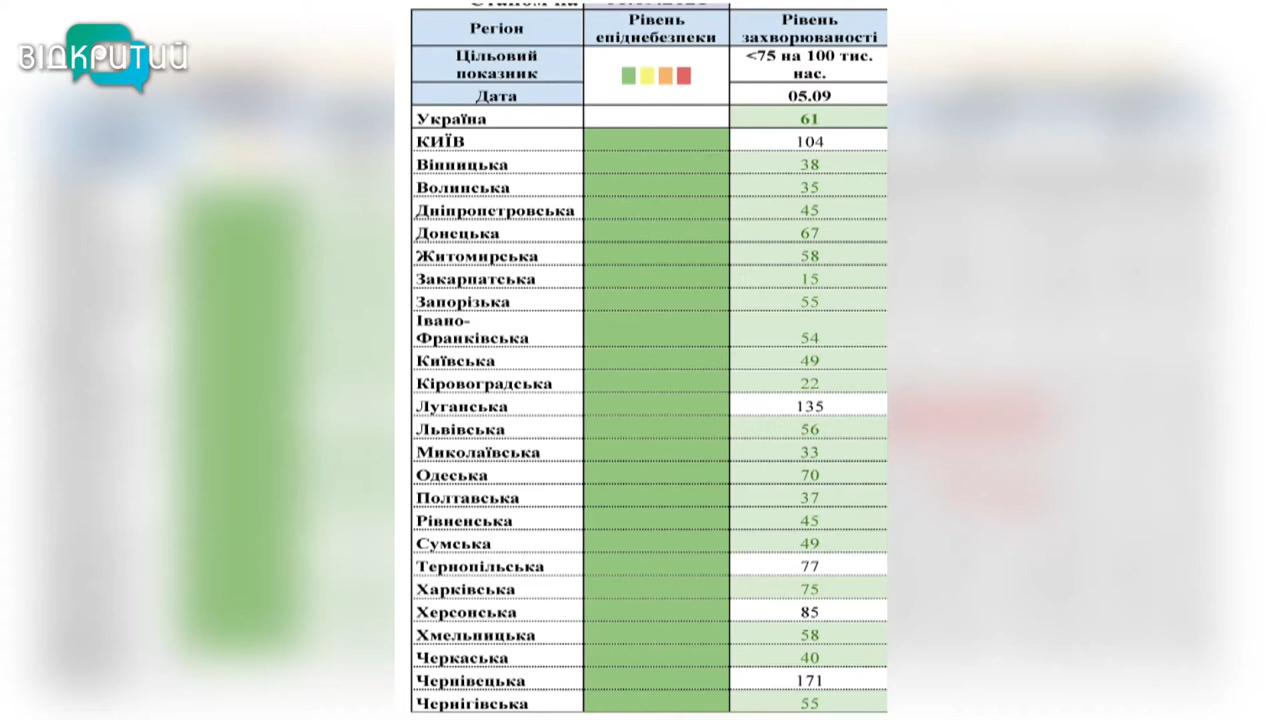 ВІДКРИТИЙ
Регіон
Рівень
епіднебезпеки
Рівень
захворюваності
Цільовий
показник
<75 на 100 тис.
нас.
Дата
05.09
Україна 61
КИЇВ 104
Вінницька 38
Волинська 35
Дніпропетровська 45
Донецька 67
Житомирська 58
Закарпатська 15
Запорізька 55
Івано-
Франківська 54
Київська 49
Кіровоградська 22
Луганська 135
Львівська 56
Миколаївська 33
Одеська 70
Полтавська 37
Рівненська 45
Сумська 49
Тернопільська 77
Харківська 75
Херсонська 85
Хмельницька 58
Черкаська 40
Чернівецька 171
Чернігівська 55